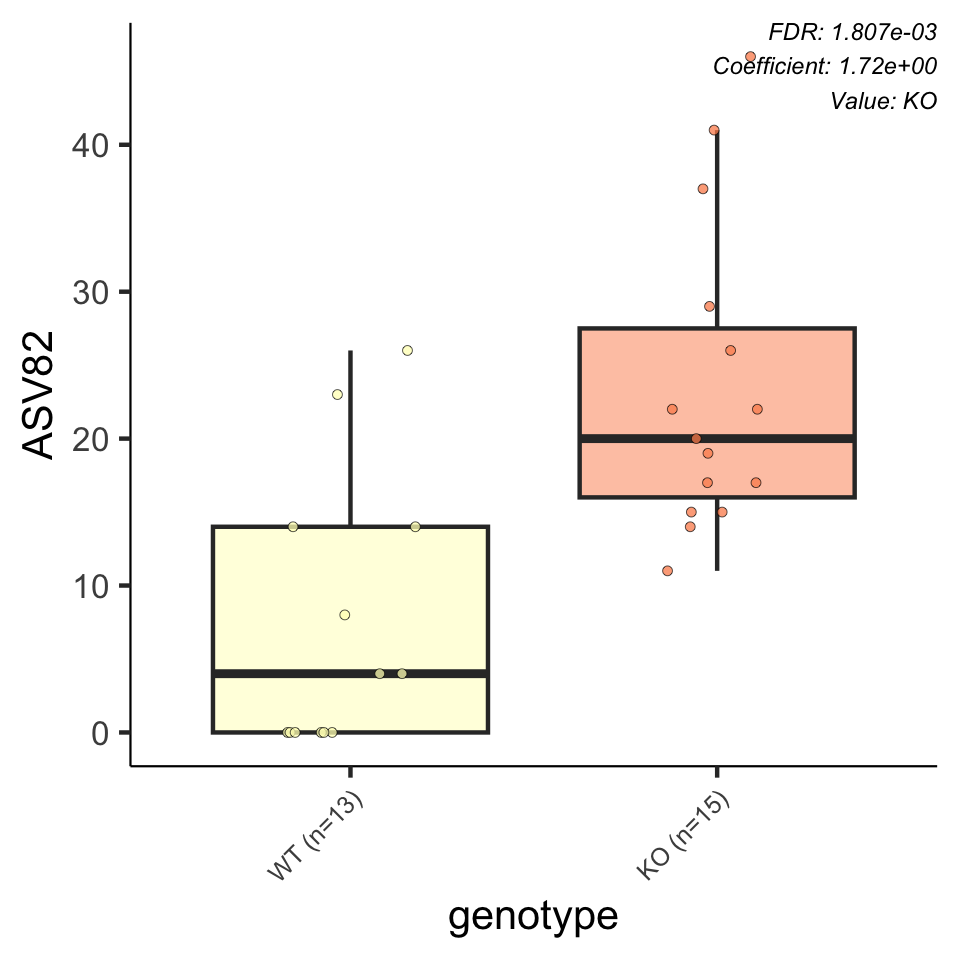 FDR: 1.807e-03
Coefficient: 1.72e+00
Value: KO
ASV82
40
30
20
10
0
WT (n=13)
KO (n=15)
genotype